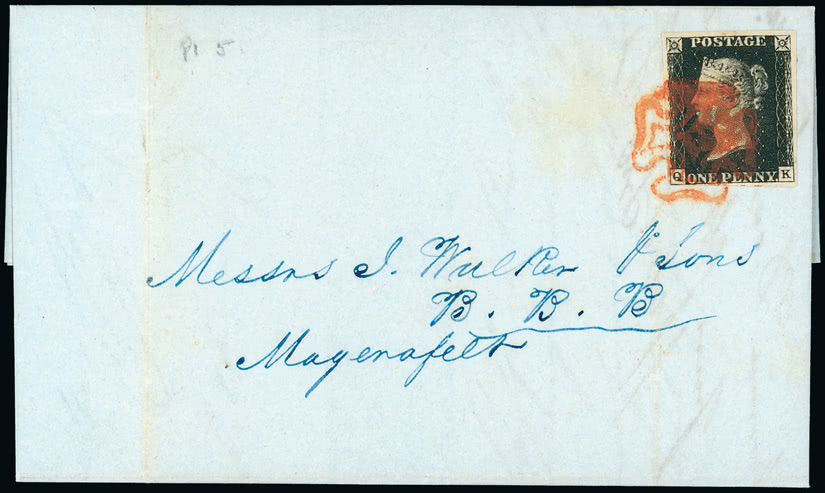 Pl 5.
POSTAGE
ONE PENNY
Q K
Messrs J. Walker & Sons
B. B. B
Magerafelt